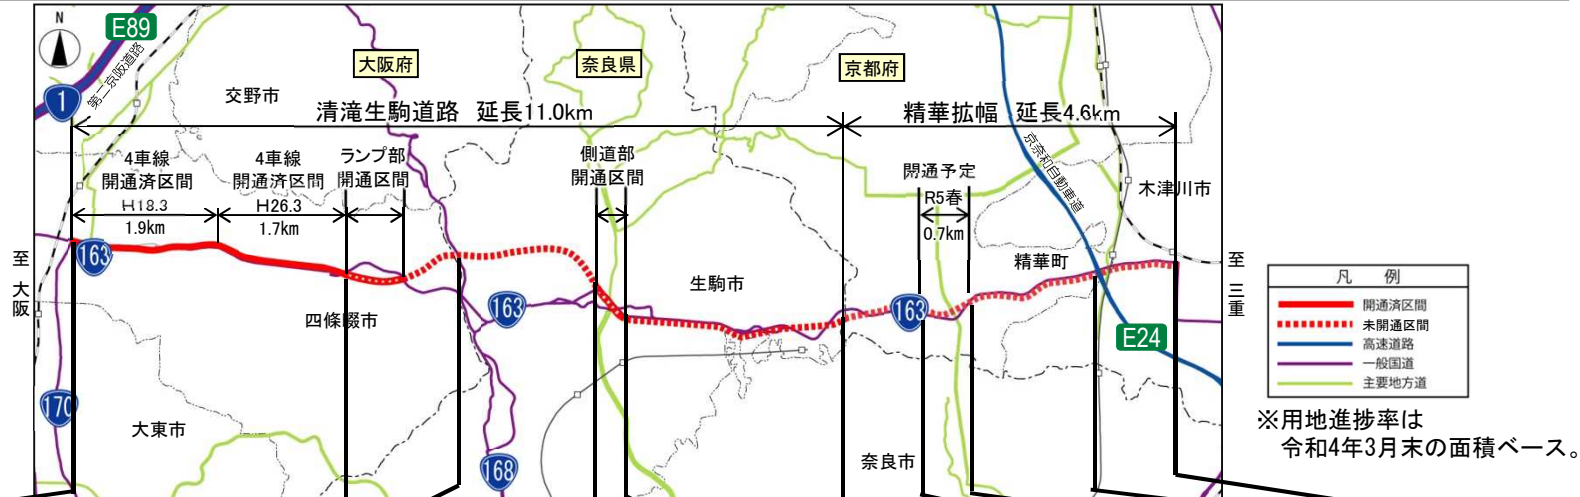 N
E89
第二京阪道路
1
大阪府
奈良県
京都府
交野市
清滝生駒道路 延長11.0km
精華拡幅 延長4.6km
京奈和自動車道
4車線
開通済区間
H18.3
1.9km
4車線
開通済区間
H26.3
1.7km
ランプ部
開通区間
側道部
開通区間
開通予定
R5春
0.7km
木津川市
至
大
阪
163
四條畷市
163
生駒市
163
精華町
E24
至
三
重
170
大東市
168
奈良市
凡 例
開通済区間
未開通区間
高速道路
一般国道
主要地方道
※用地進捗率は
令和4年3月末の面積ベース。